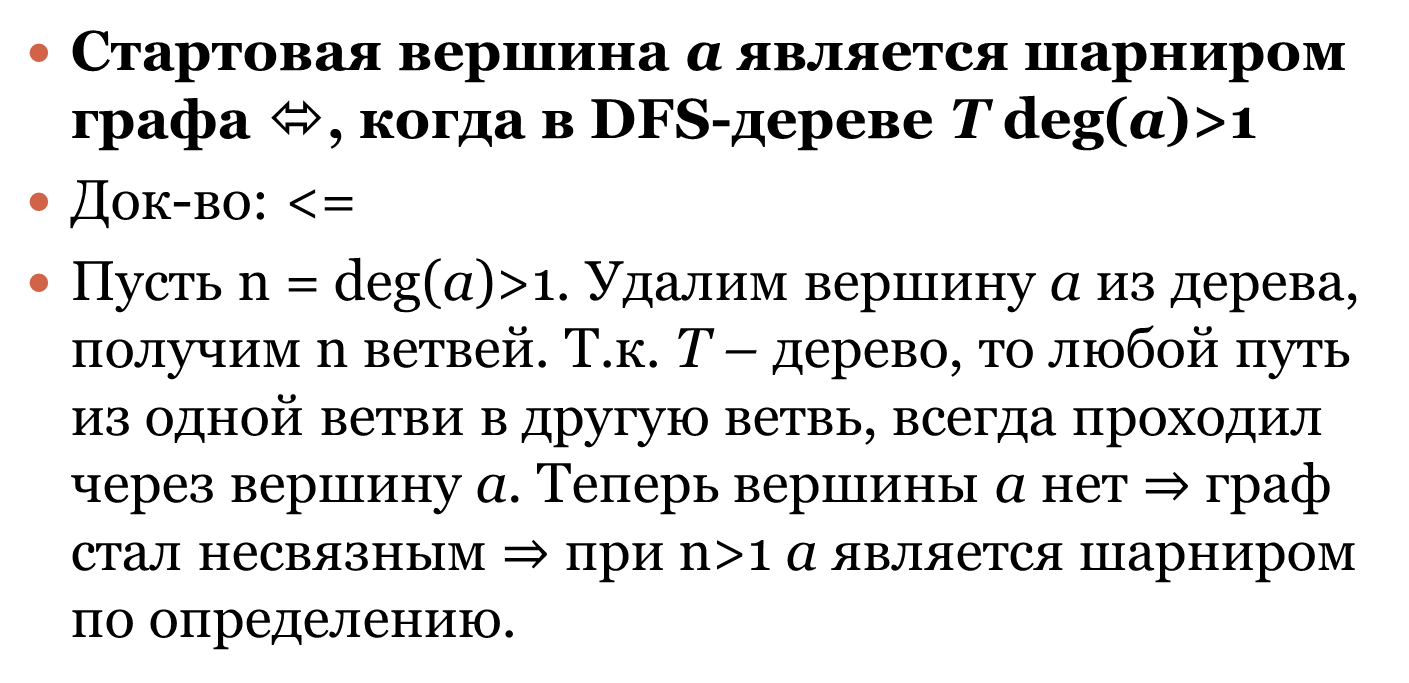 • Стартовая вершина a является шарниром
графа ⇔, когда в DFS-дереве T deg(a)>1
• Док-во: <=
• Пусть n = deg(a)>1. Удалим вершину a из дерева,
получим n ветвей. Т.к. T – дерево, то любой путь
из одной ветви в другую ветвь, всегда проходил
через вершину a. Теперь вершины a нет ⇒ граф
стал несвязным ⇒ при n>1 a является шарниром
по определению.